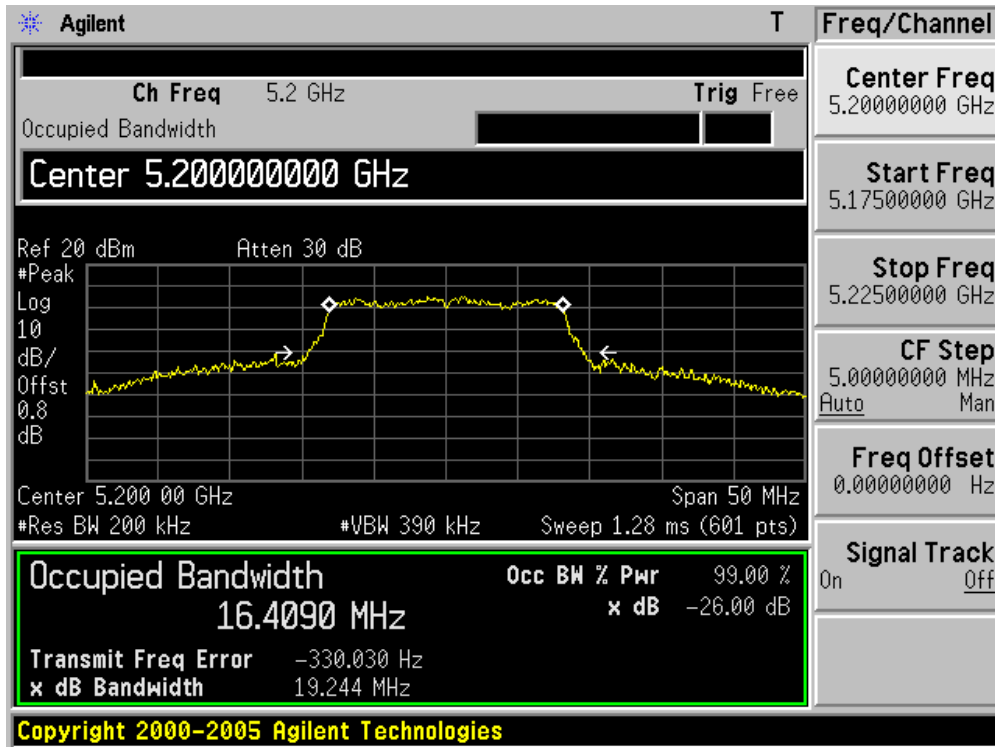 Agilent T
Freq/Channel
Ch Freq 5.2 GHz Trig Free
Occupied Bandwidth
Center 5.200000000 GHz
Ref 20 dBm Atten 30 dB
#Peak
Log
10
dB/
Offst
0.8
dB
Center 5.200 00 GHz Span 50 MHz
#Res BW 200 kHz #VBW 390 kHz Sweep 1.28 ms (601 pts)
Occupied Bandwidth
16.4090 MHz
Occ BW % Pwr 99.00 %
x dB -26.00 dB
Transmit Freq Error -330.030 Hz
x dB Bandwidth 19.244 MHz
Copyright 2000-2005 Agilent Technologies
Center Freq
5.20000000 GHz
Start Freq
5.17500000 GHz
Stop Freq
5.22500000 GHz
CF Step
5.00000000 MHz
Auto Man
Freq Offset
0.00000000 Hz
Signal Track
On Off